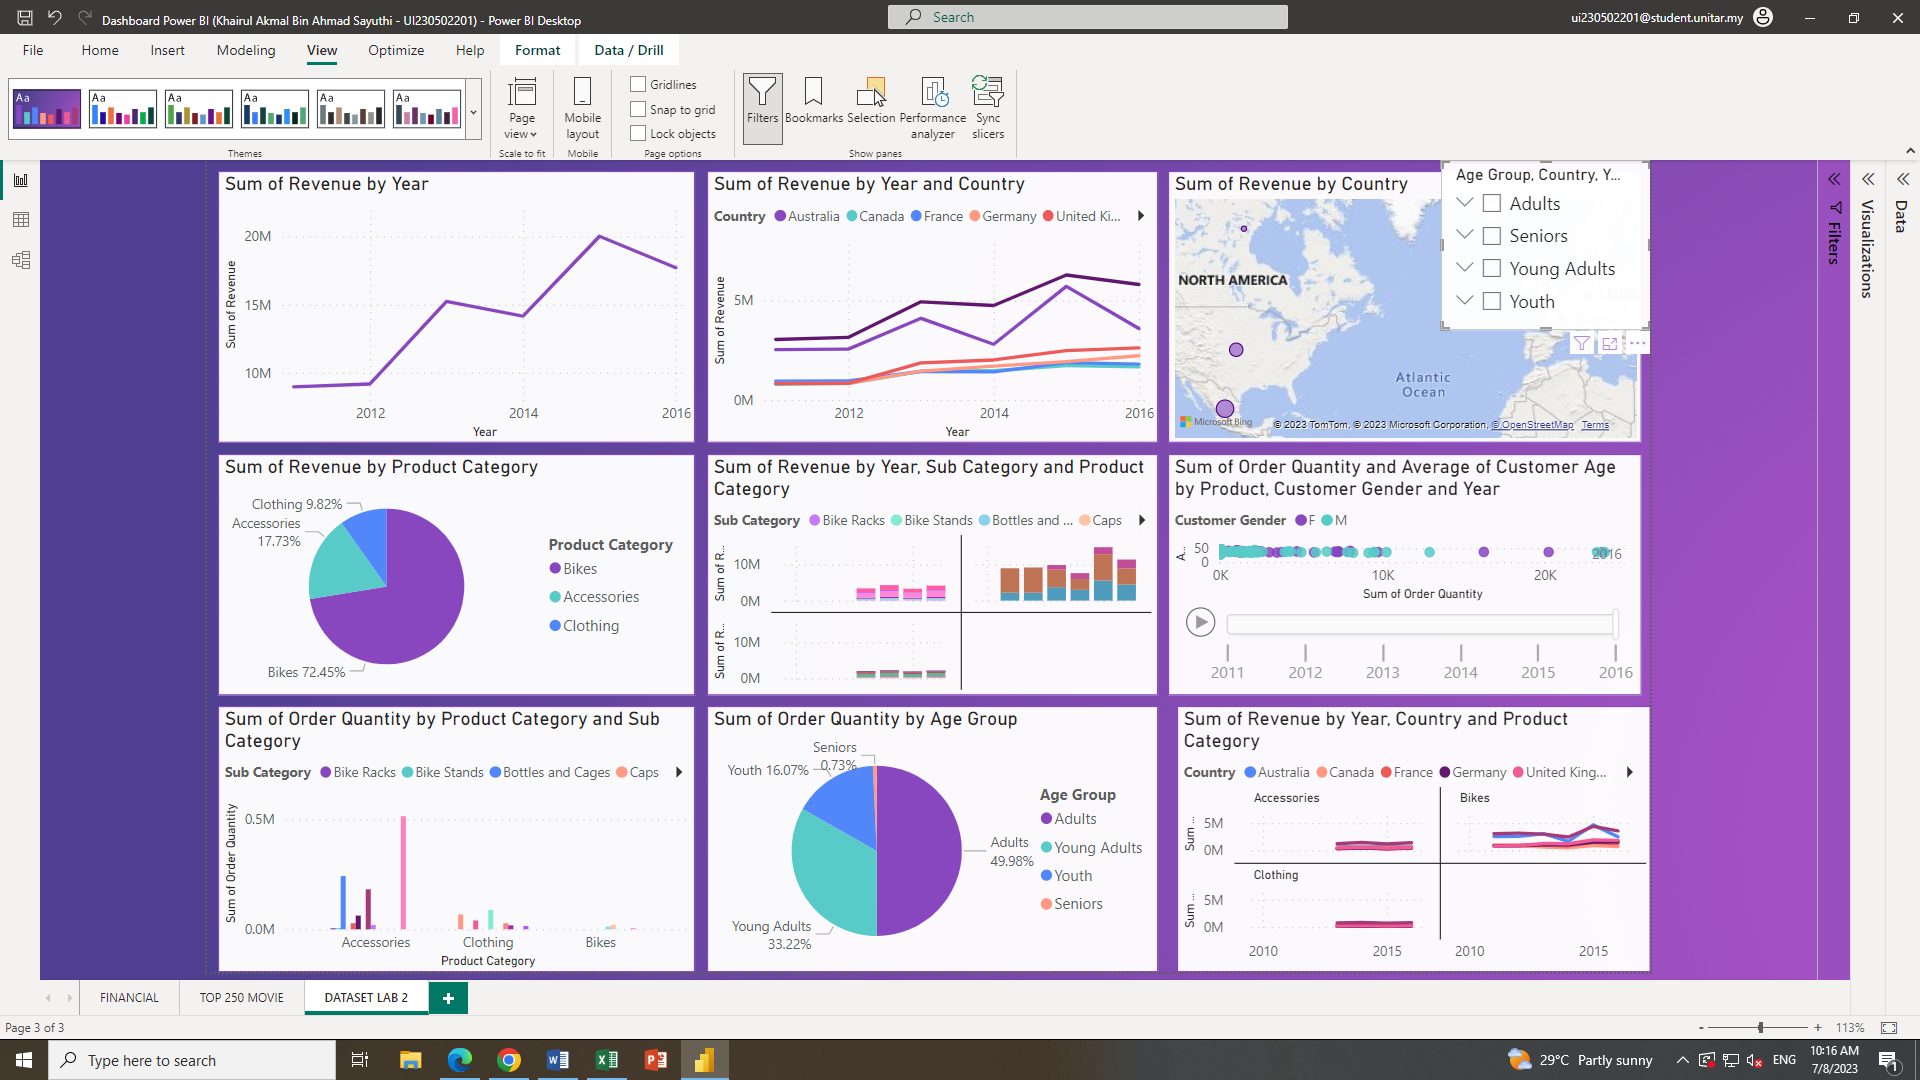 Dashboard Power BI (Khairul Akmal Bin Ahmad Sayuthi - UI230502201) - Power BI Desktop
Search
ui230502201@student.unitar.my
File
Home
Insert
Modeling
View
Optimize
Help
Format
Data / Drill
Aa
Aa
Aa
Aa
Aa
Aa
Themes
Page view
Scale to fit
Mobile layout
Mobile
Gridlines
Snap to grid
Lock objects
Page options
Filters
Bookmarks
Selection
Performance analyzer
Sync slicers
Show panes
Sum of Revenue by Year
20M
15M
10M
Sum of Revenue
2012
2014
2016
Year
Sum of Revenue by Year and Country
Country
Australia
Canada
France
Germany
United Ki...
5M
0M
Sum of Revenue
2012
2014
2016
Year
Sum of Revenue by Country
NORTH AMERICA
Atlantic
Ocean
Microsoft Bing
© 2023 TomTom, © 2023 Microsoft Corporation, © OpenStreetMap Terms
Age Group, Country, Y...
Adults
Seniors
Young Adults
Youth
Filters
Visualizations
Data
Sum of Revenue by Product Category
Clothing 9.82%
Accessories
17.73%
Bikes 72.45%
Product Category
Bikes
Accessories
Clothing
Sum of Revenue by Year, Sub Category and Product
Category
Sub Category
Bike Racks
Bike Stands
Bottles and ...
Caps
10M
0M
Sum of R...
10M
0M
Sum of R...
Sum of Order Quantity and Average of Customer Age
by Product, Customer Gender and Year
Customer Gender
F
M
A...
50
0
2016
0K
10K
20K
Sum of Order Quantity
2011
2012
2013
2014
2015
2016
Sum of Order Quantity by Product Category and Sub
Category
Sub Category
Bike Racks
Bike Stands
Bottles and Cages
Caps
0.5M
0.0M
Sum of Order Quantity
Accessories
Clothing
Bikes
Product Category
Sum of Order Quantity by Age Group
Seniors
0.73%
Youth 16.07%
Adults
49.98%
Young Adults
33.22%
Age Group
Adults
Young Adults
Youth
Seniors
Sum of Revenue by Year, Country and Product
Category
Country
Australia
Canada
France
Germany
United King...
Accessories
Bikes
5M
0M
Sum ...
Clothing
5M
0M
Sum ...
2010
2015
2010
2015
FINANCIAL
TOP 250 MOVIE
DATASET LAB 2
Page 3 of 3
113%
Type here to search
29°C Partly sunny
ENG
10:16 AM
7/8/2023
1